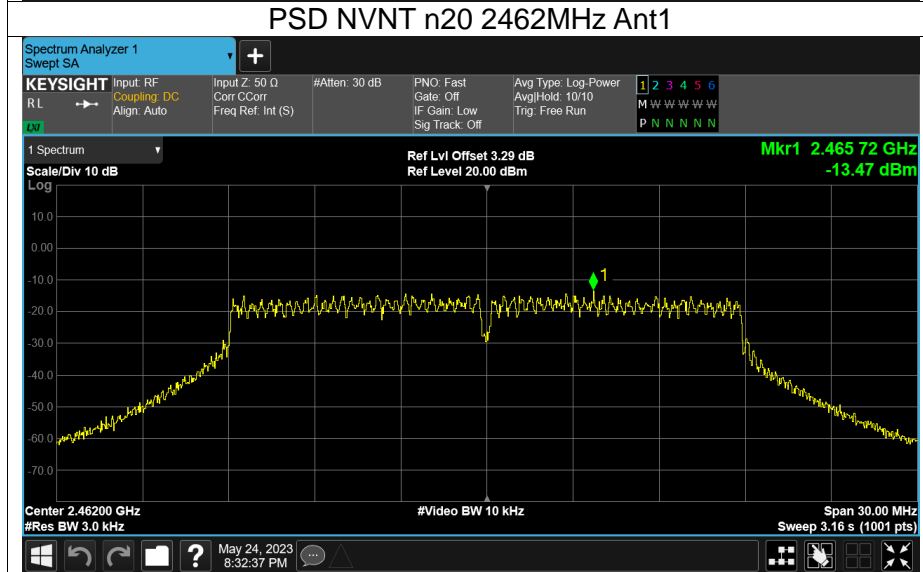 PSD NVNT n20 2462MHz Ant1
Spectrum Analyzer 1
Swept SA
KEYSIGHT
RL
LXI
Input: RF
Coupling: DC
Align: Auto
Input Z: 50 Ω
Corr CCorr
Freq Ref: Int (S)
#Atten: 30 dB
PNO: Fast
Gate: Off
IF Gain: Low
Sig Track: Off
Avg Type: Log-Power
Avg|Hold: 10/10
Trig: Free Run
1 2 3 4 5 6
M W W W W W
P N N N N N
1 Spectrum
Scale/Div 10 dB
Ref Lvl Offset 3.29 dB
Ref Level 20.00 dBm
Mkr1 2.465 72 GHz
-13.47 dBm
Log
10.0
0.00
-10.0
-20.0
-30.0
-40.0
-50.0
-60.0
-70.0
1
Center 2.46200 GHz
#Video BW 10 kHz
Span 30.00 MHz
#Res BW 3.0 kHz
Sweep 3.16 s (1001 pts)
?
May 24, 2023
8:32:37 PM